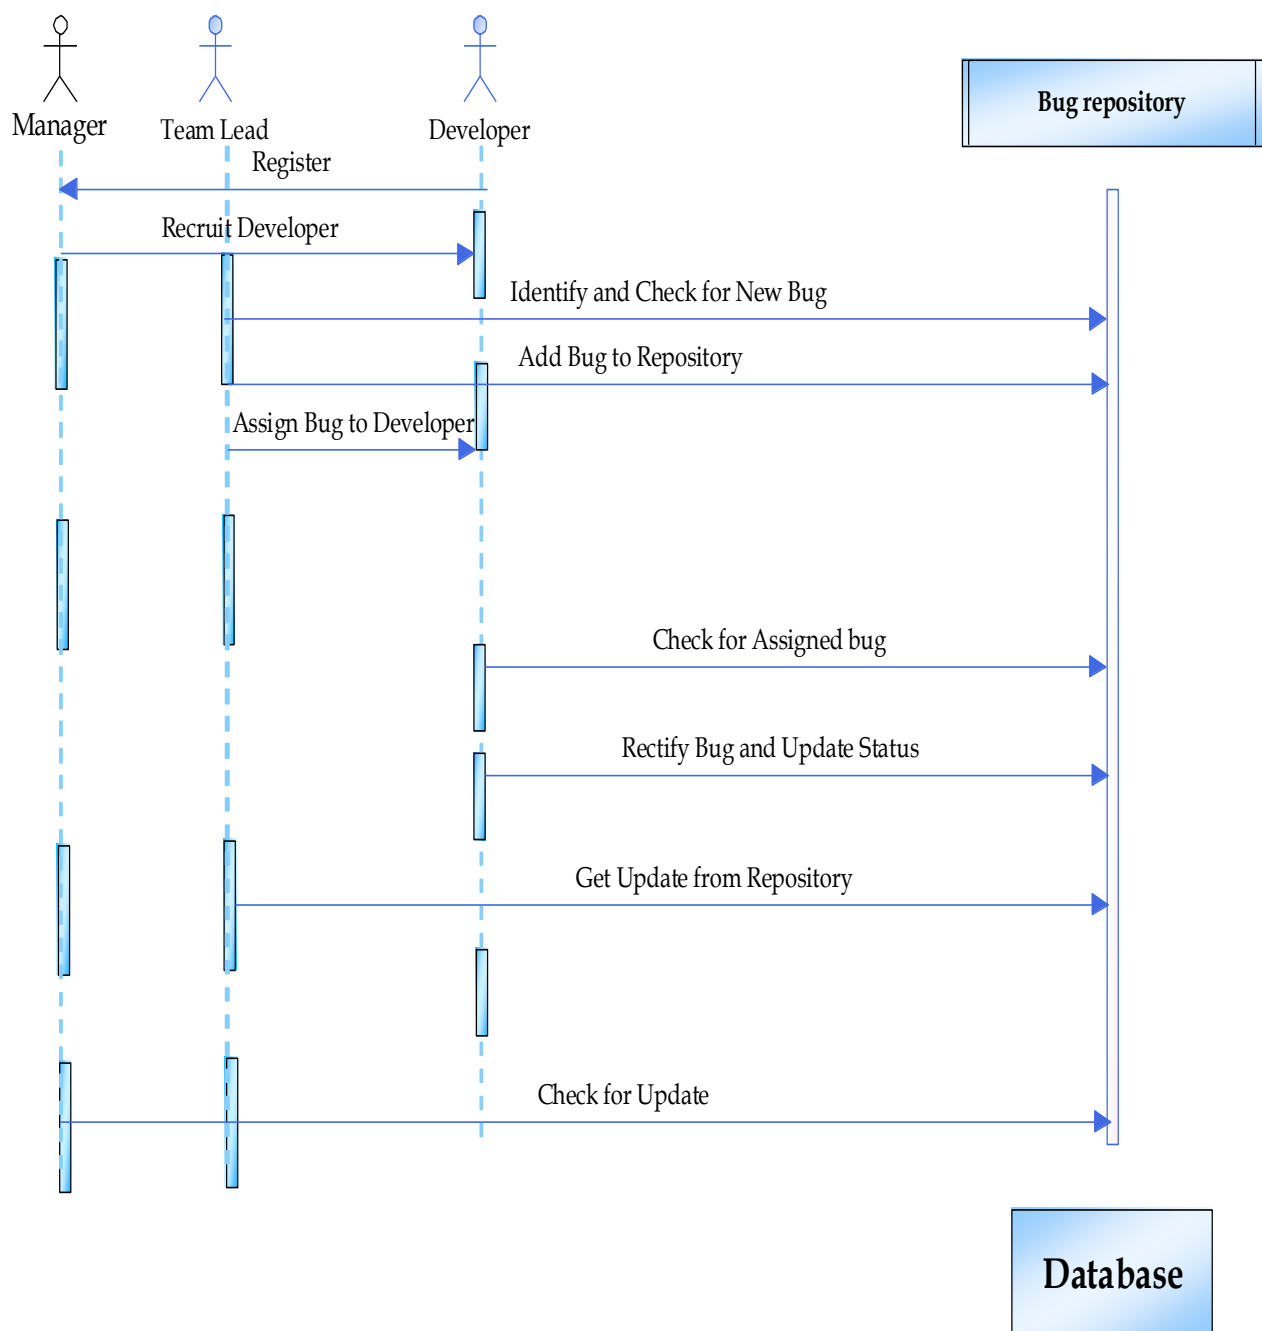 Manager
Team Lead
Developer
Bug repository
Register
Recruit Developer
Identify and Check for New Bug
Add Bug to Repository
Assign Bug to Developer
Check for Assigned bug
Rectify Bug and Update Status
Get Update from Repository
Check for Update
Database